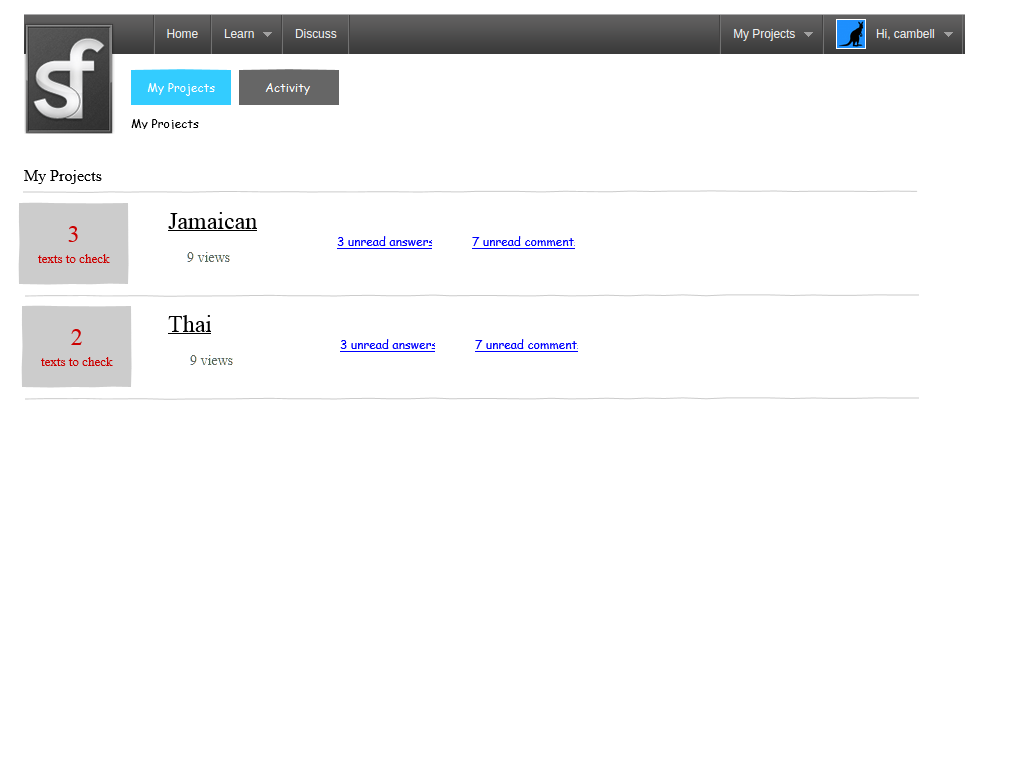 Home Learn Discuss My Projects Hi, cambell
sf
My Projects Activity
My Projects
My Projects
3
texts to check
Jamaican
9 views
3 unread answers
7 unread comment
2
texts to check
Thai
9 views
3 unread answers
7 unread comment